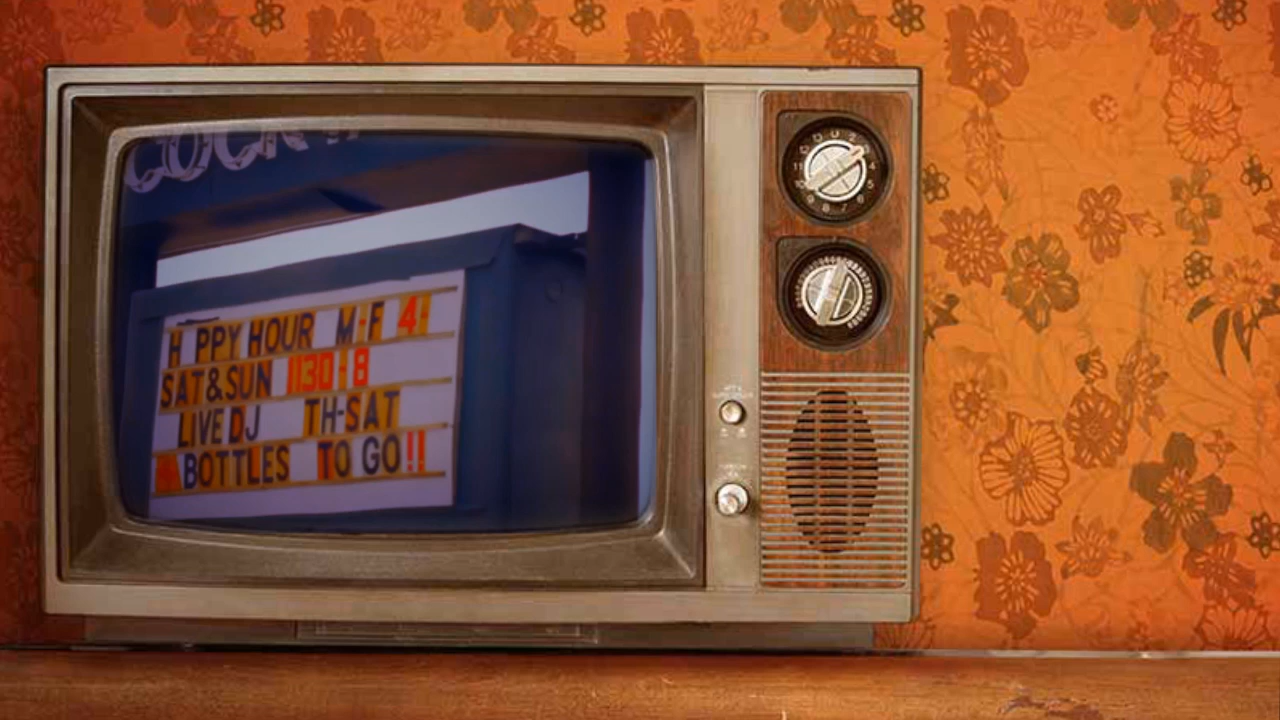 H PPY HOUR M-F 4-
SAT&SUN 1130-8
LIVE DJ TH-SAT
BOTTLES TO GO!!